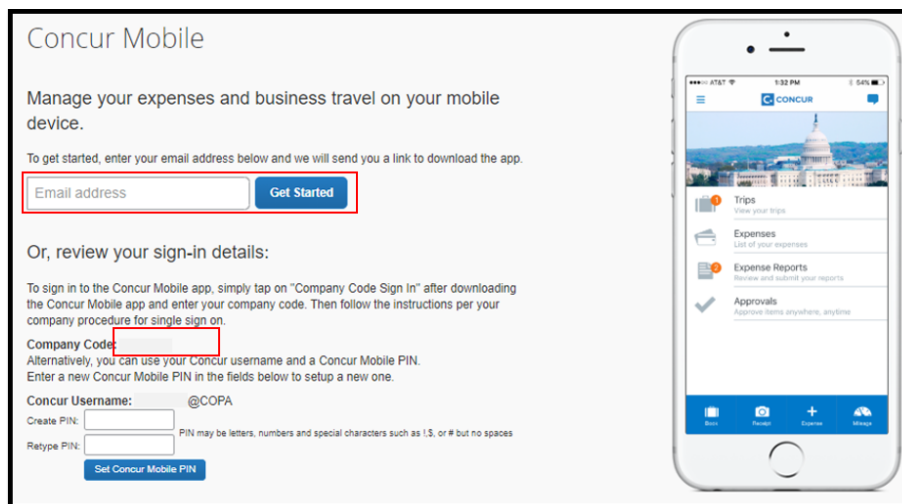 Concur Mobile
Manage your expenses and business travel on your mobile
device.
To get started, enter your email address below and we will send you a link to download the app.
Email address
Get Started
Or, review your sign-in details:
To sign in to the Concur Mobile app, simply tap on "Company Code Sign In" after downloading
the Concur Mobile app and enter your company code. Then follow the instructions per your
company procedure for single sign on.
Company Code:
Alternatively, you can use your Concur username and a Concur Mobile PIN.
Enter a new Concur Mobile PIN in the fields below to setup a new one.
Concur Username: @COPA
Create PIN:
PIN may be letters, numbers and special characters such as !,$, or # but no spaces
Retype PIN:
Set Concur Mobile PIN
AT&T 1:32 PM 54%
C. CONCUR
1
Trips
View your trips
Expenses
List of your expenses
2
Expense Reports
Review and submit your reports
Approvals
Approve items anywhere, anytime
Docs Receipt Expense Mileage